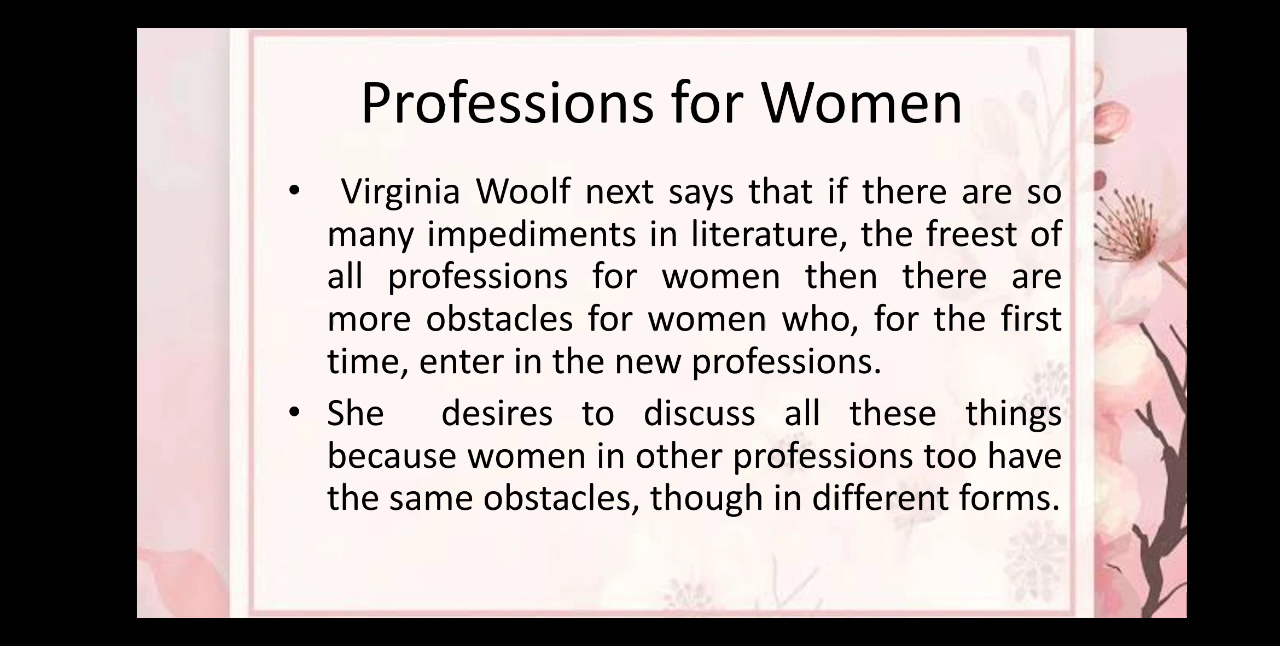 Professions for Women
• Virginia Woolf next says that if there are so
many impediments in literature, the freest of
all professions for women then there are
more obstacles for women who, for the first
time, enter in the new professions.
• She desires to discuss all these things
because women in other professions too have
the same obstacles, though in different forms.